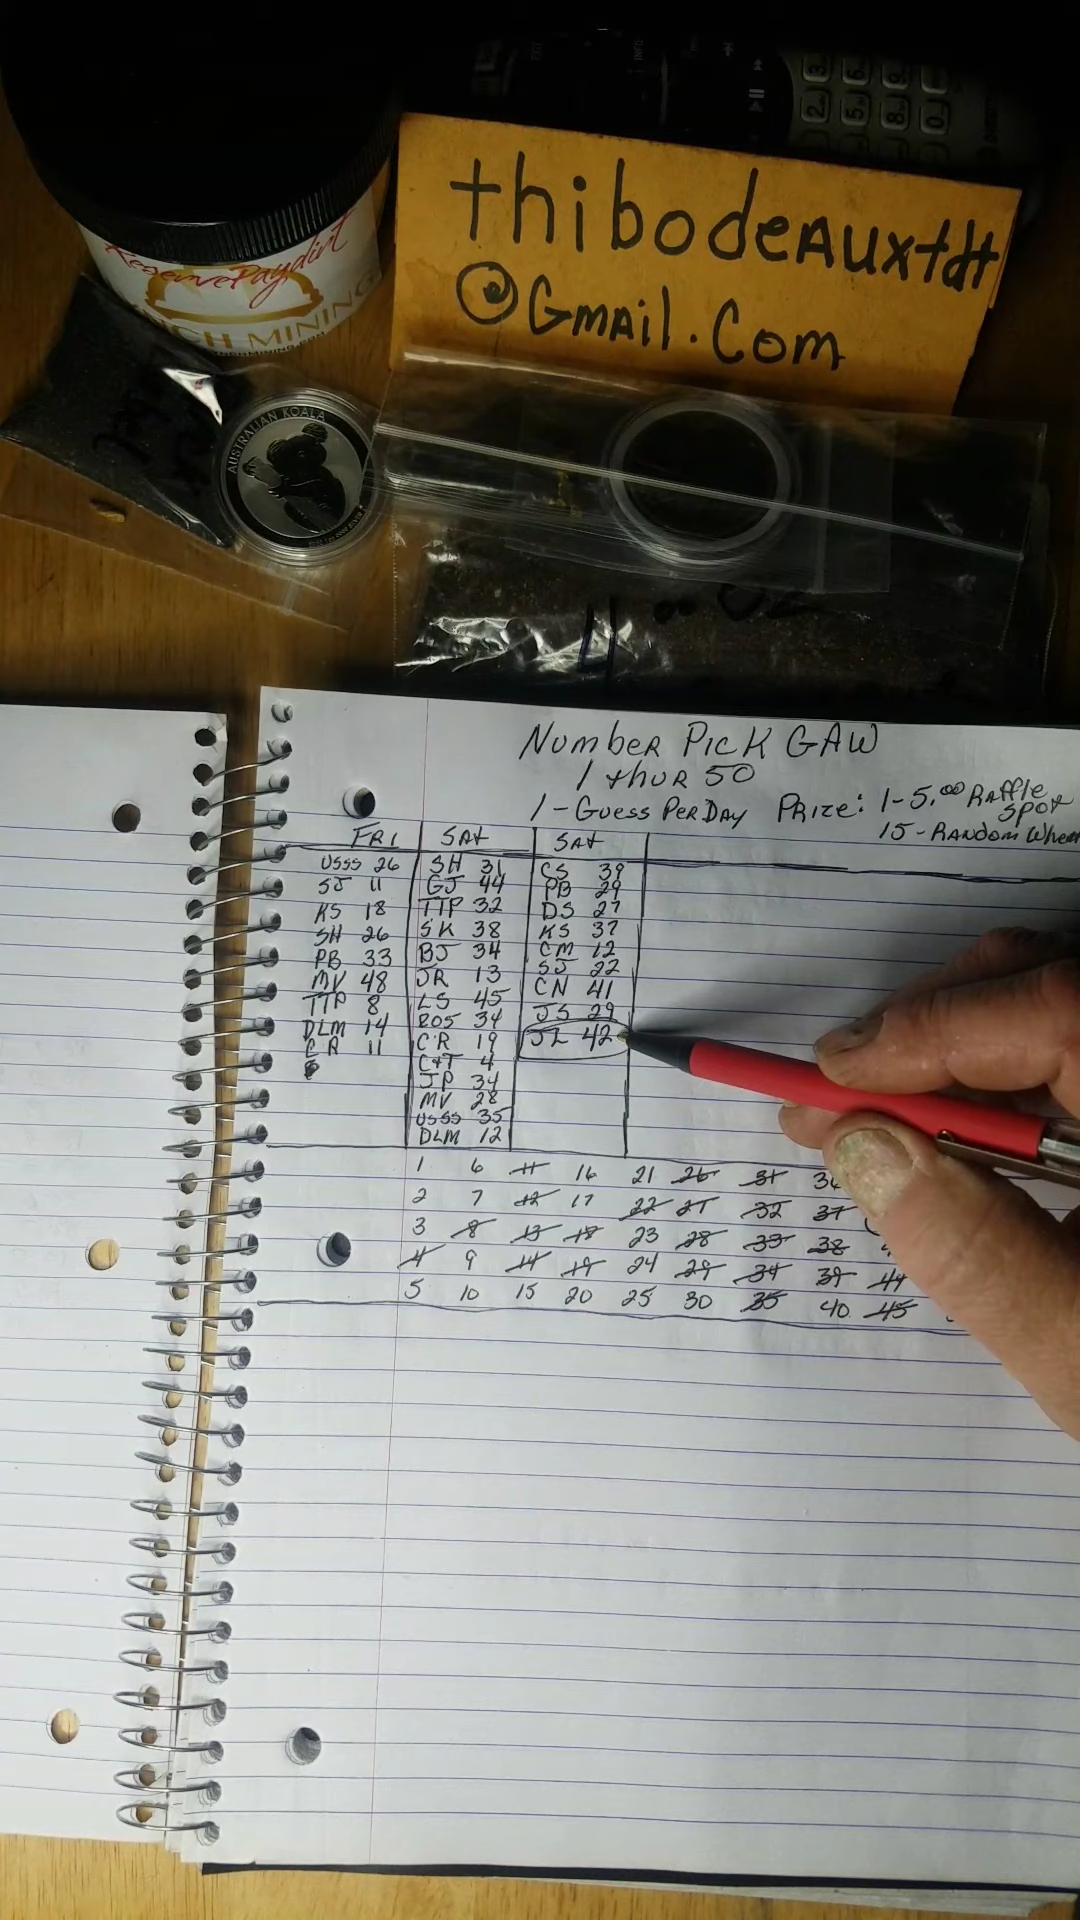 thibodeAuxtdt
@Gmail.Com
Reserve Paydirt
MINING
AUSTRALIAN KOALA
Number Pick GAW
1 thur 50
1-Guess Per Day Prize: 1-5.00 Raffle
Spot
15-Random Wheel
FRI SAt SAt
USSS 26 SH 31 CS 39
SJ 11 GJ 44 PB 29
KS 18 TTP 32 DS 27
SH 26 SK 38 KS 37
PB 33 BJ 34 CM 12
MV 48 JR 13 SJ 22
TTP 8 LS 45 CN 41
DLM 14 ROS 34 JS 29
CR 11 CR 19 JL 42
C+T 4
JP 34
MV 28
USSS 35
DLM 12
1 6 11 16 21 26 31 36
2 7 12 17 22 27 32 37
3 8 13 18 23 28 33 38
4 9 14 19 24 29 34 39 44
5 10 15 20 25 30 35 40 45